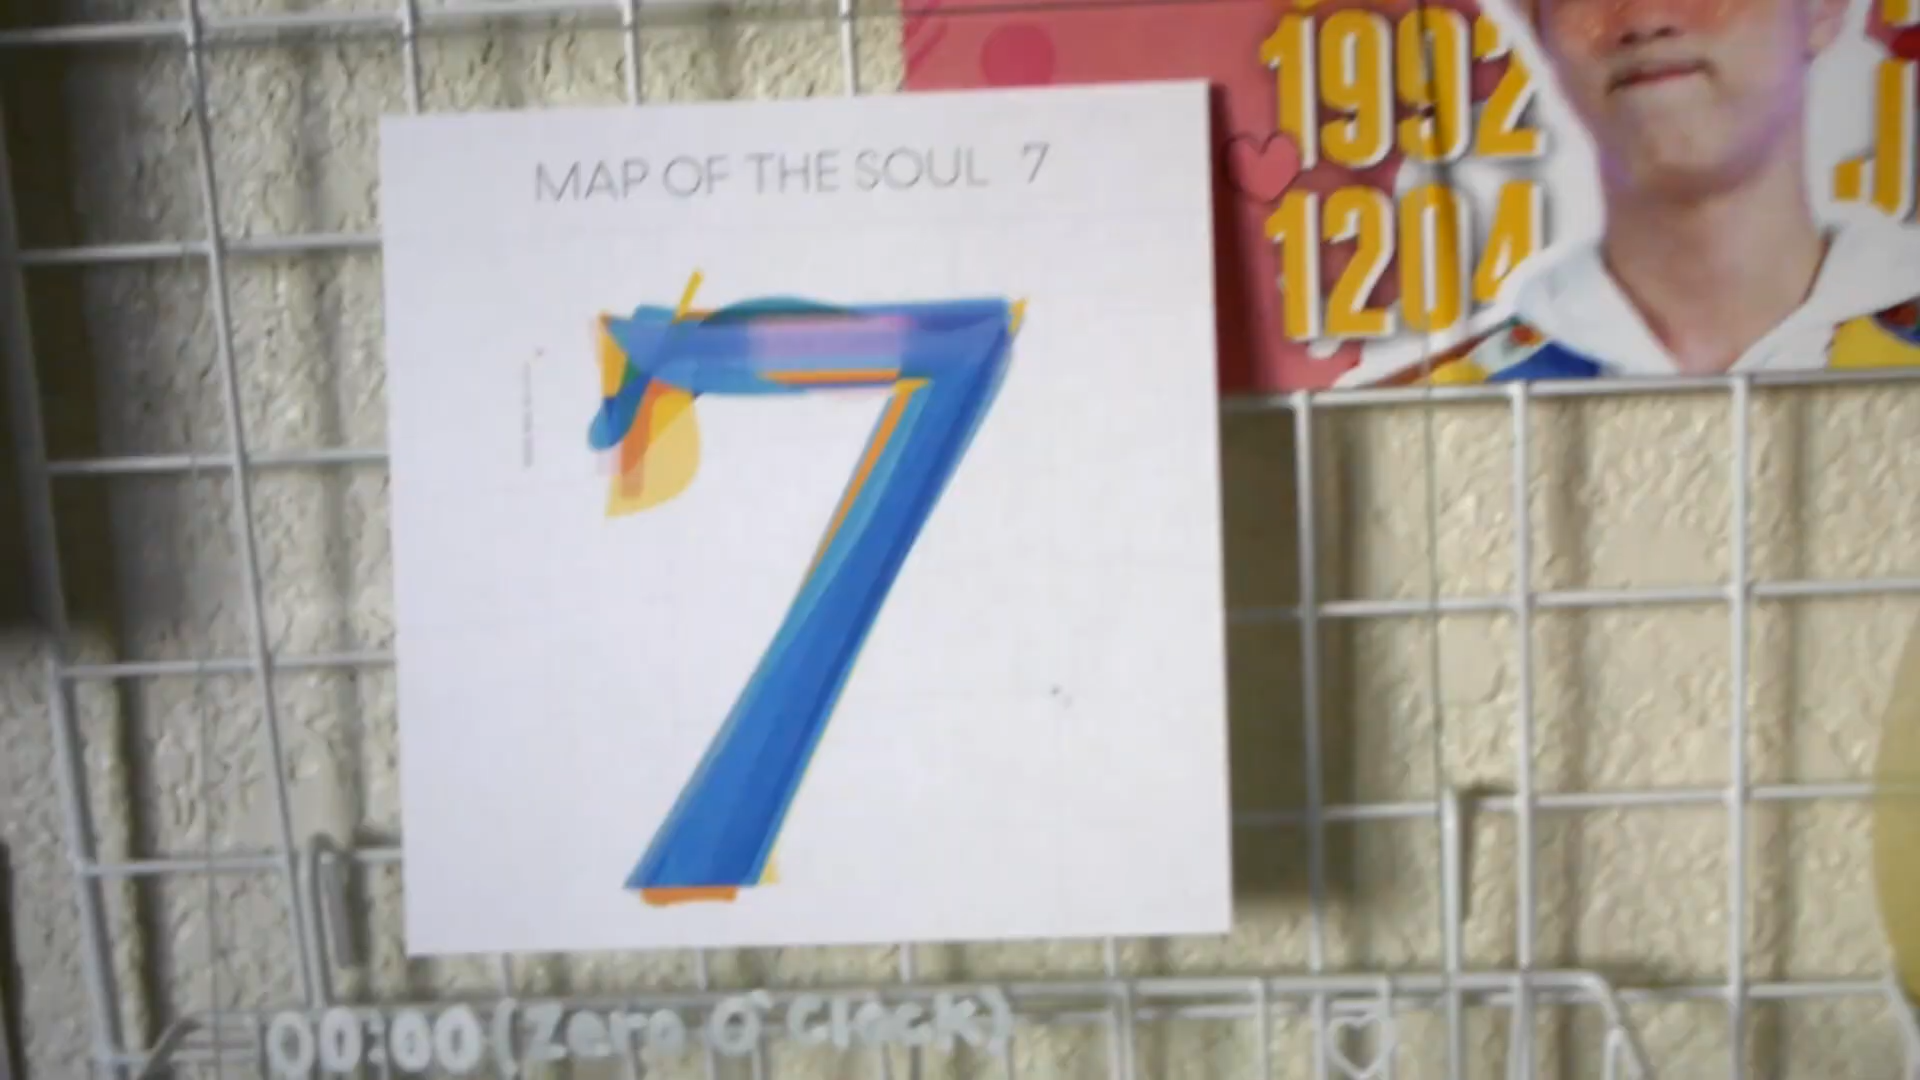 1992
1204
MAP OF THE SOUL 7
7
00:00 (Zero O'Clock)